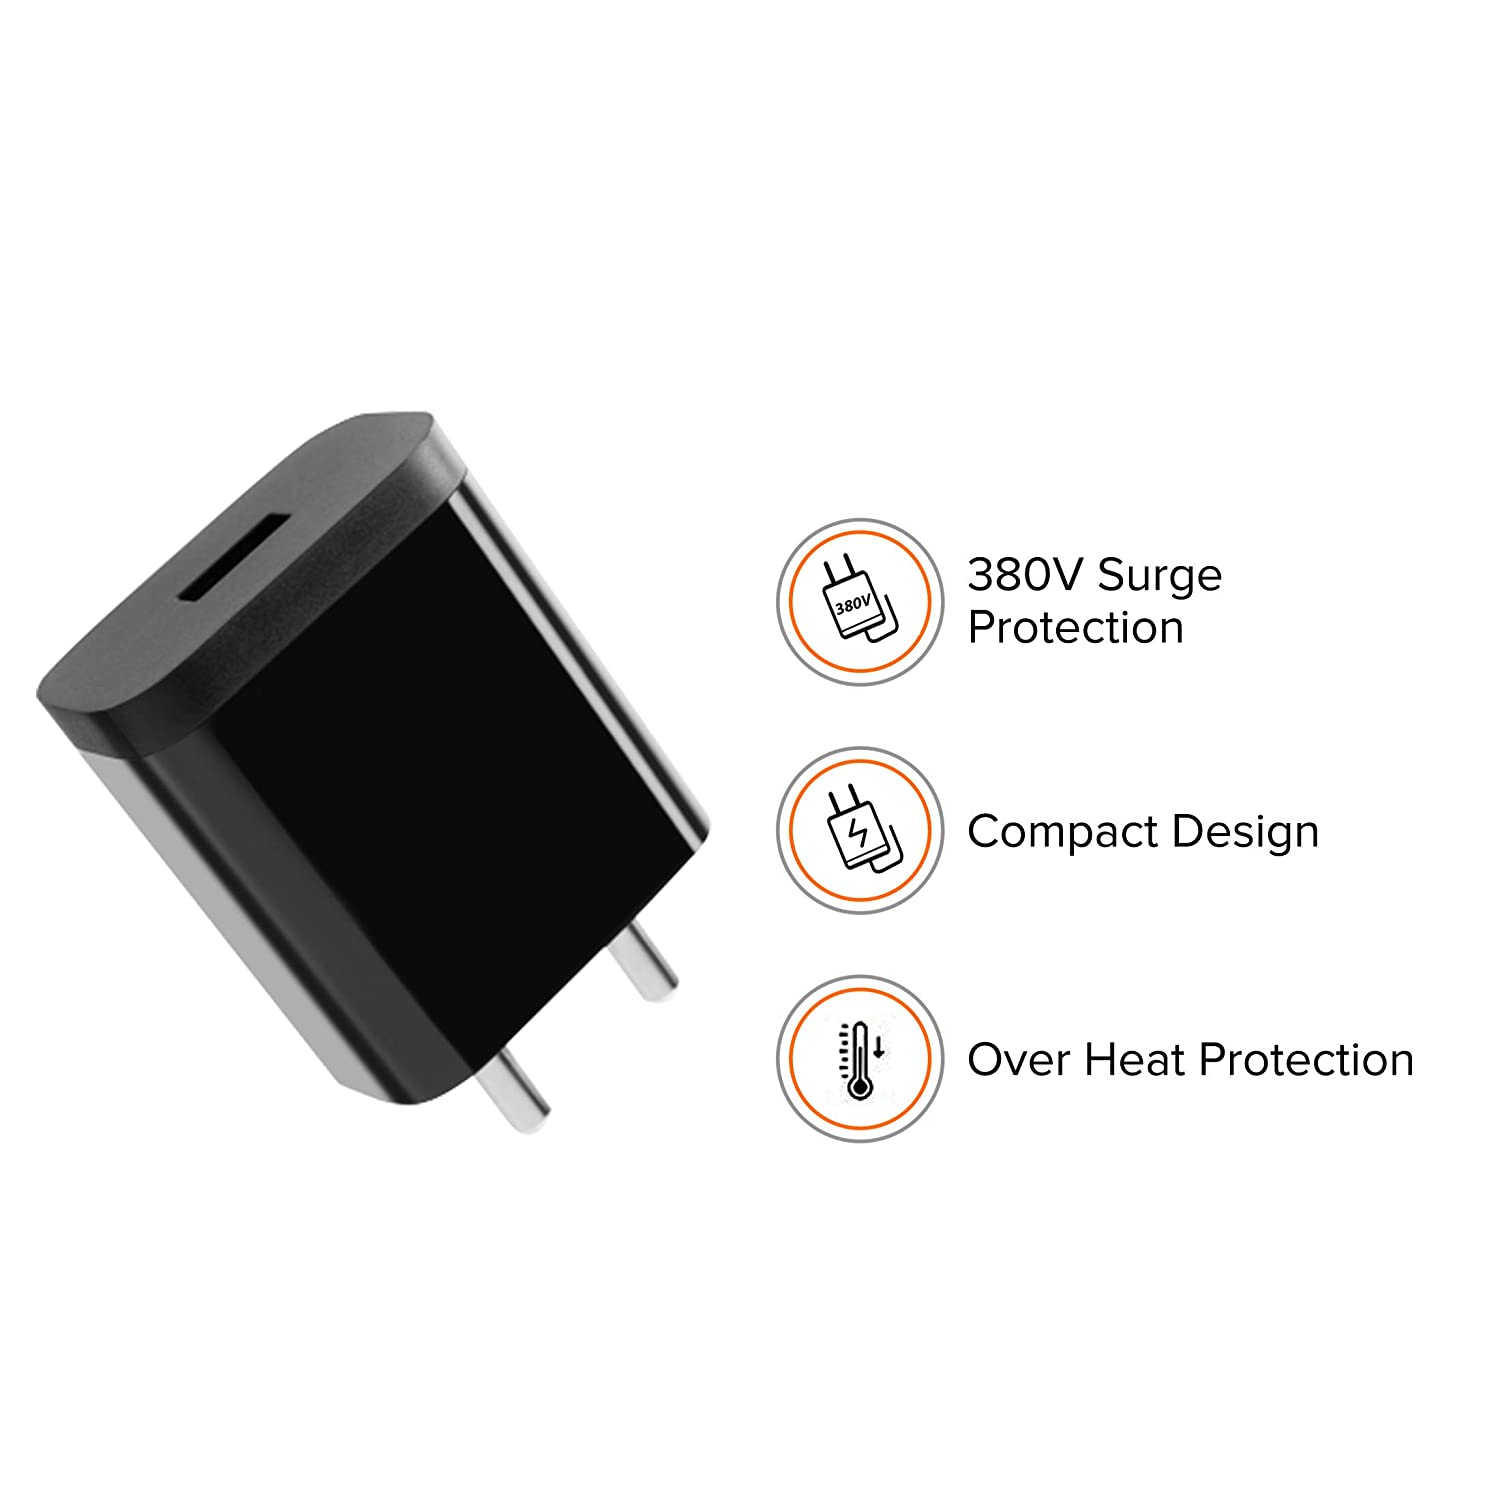 380V
380V Surge
Protection
Compact Design
Over Heat Protection